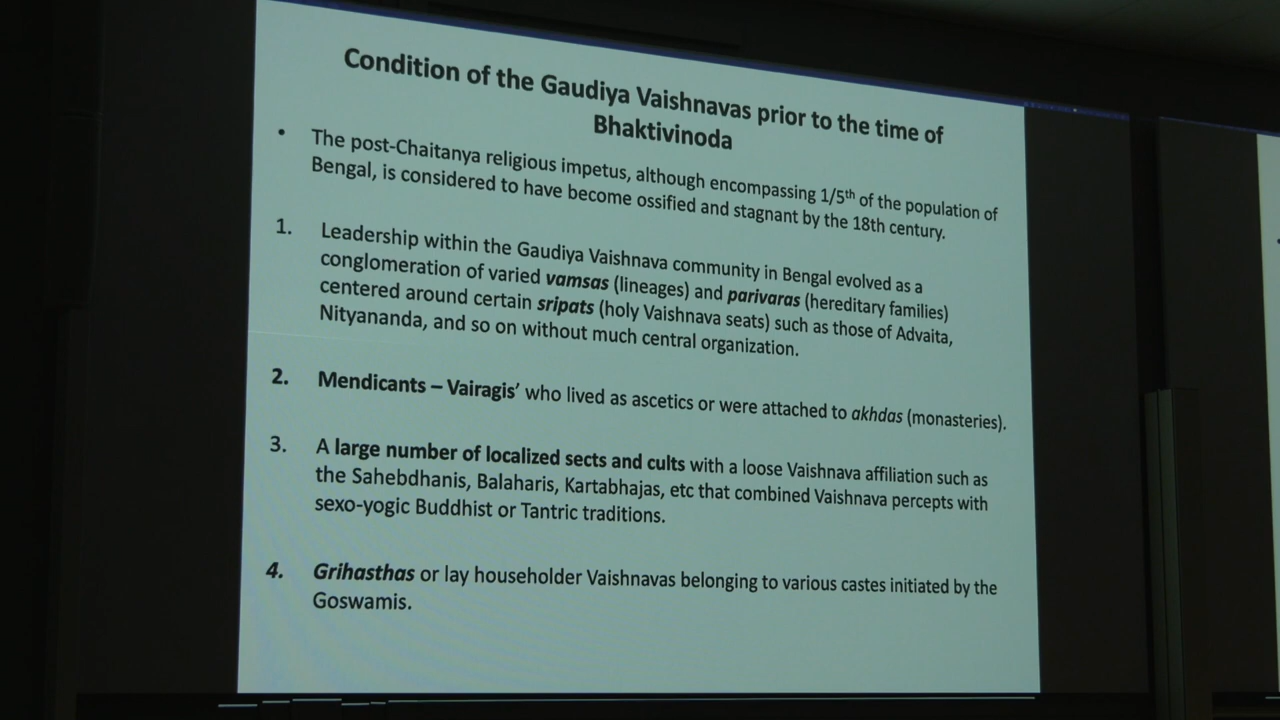 Condition of the Gaudiya Vaishnavas prior to the time of
Bhaktivinoda
• The post-Chaitanya religious impetus, although encompassing 1/5th of the population of
Bengal, is considered to have become ossified and stagnant by the 18th century.
1. Leadership within the Gaudiya Vaishnava community in Bengal evolved as a
conglomeration of varied vamsas (lineages) and parivaras (hereditary families)
centered around certain sripats (holy Vaishnava seats) such as those of Advaita,
Nityananda, and so on without much central organization.
2. Mendicants – Vairagis’ who lived as ascetics or were attached to akhdas (monasteries).
3. A large number of localized sects and cults with a loose Vaishnava affiliation such as
the Sahebdhanis, Balaharis, Kartabhajas, etc that combined Vaishnava percepts with
sexo-yogic Buddhist or Tantric traditions.
4. Grihasthas or lay householder Vaishnavas belonging to various castes initiated by the
Goswamis.